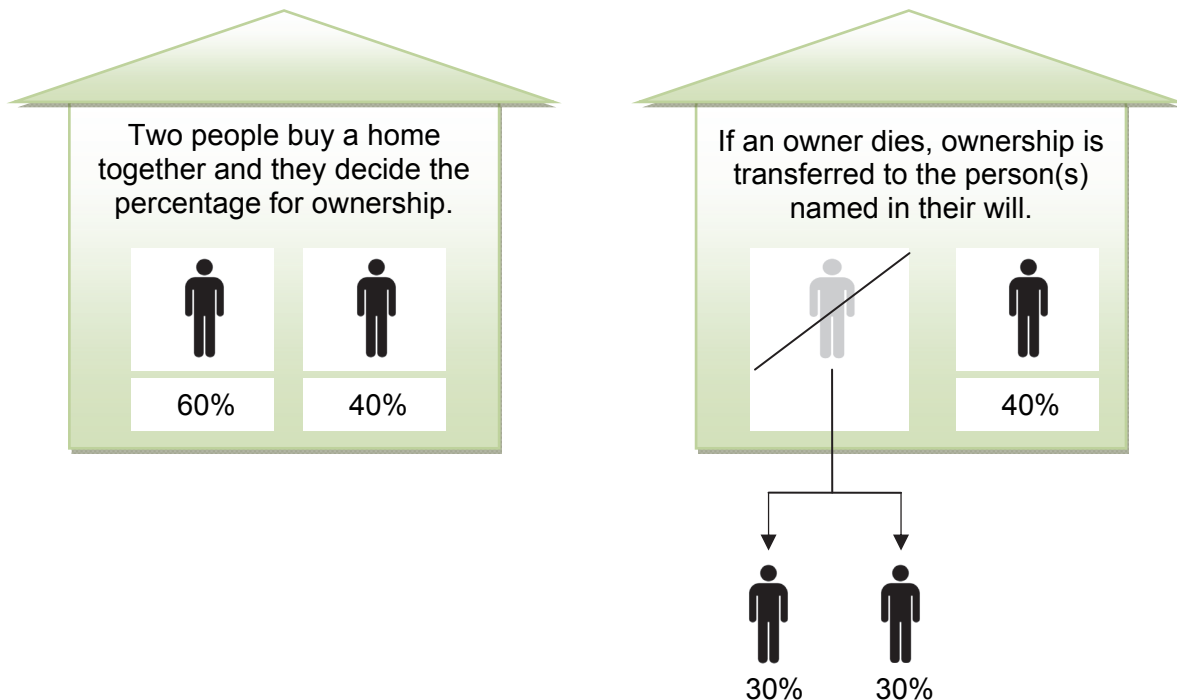 Two people buy a home
together and they decide the
percentage for ownership.
60%
40%
If an owner dies, ownership is
transferred to the person(s)
named in their will.
40%
30%
30%